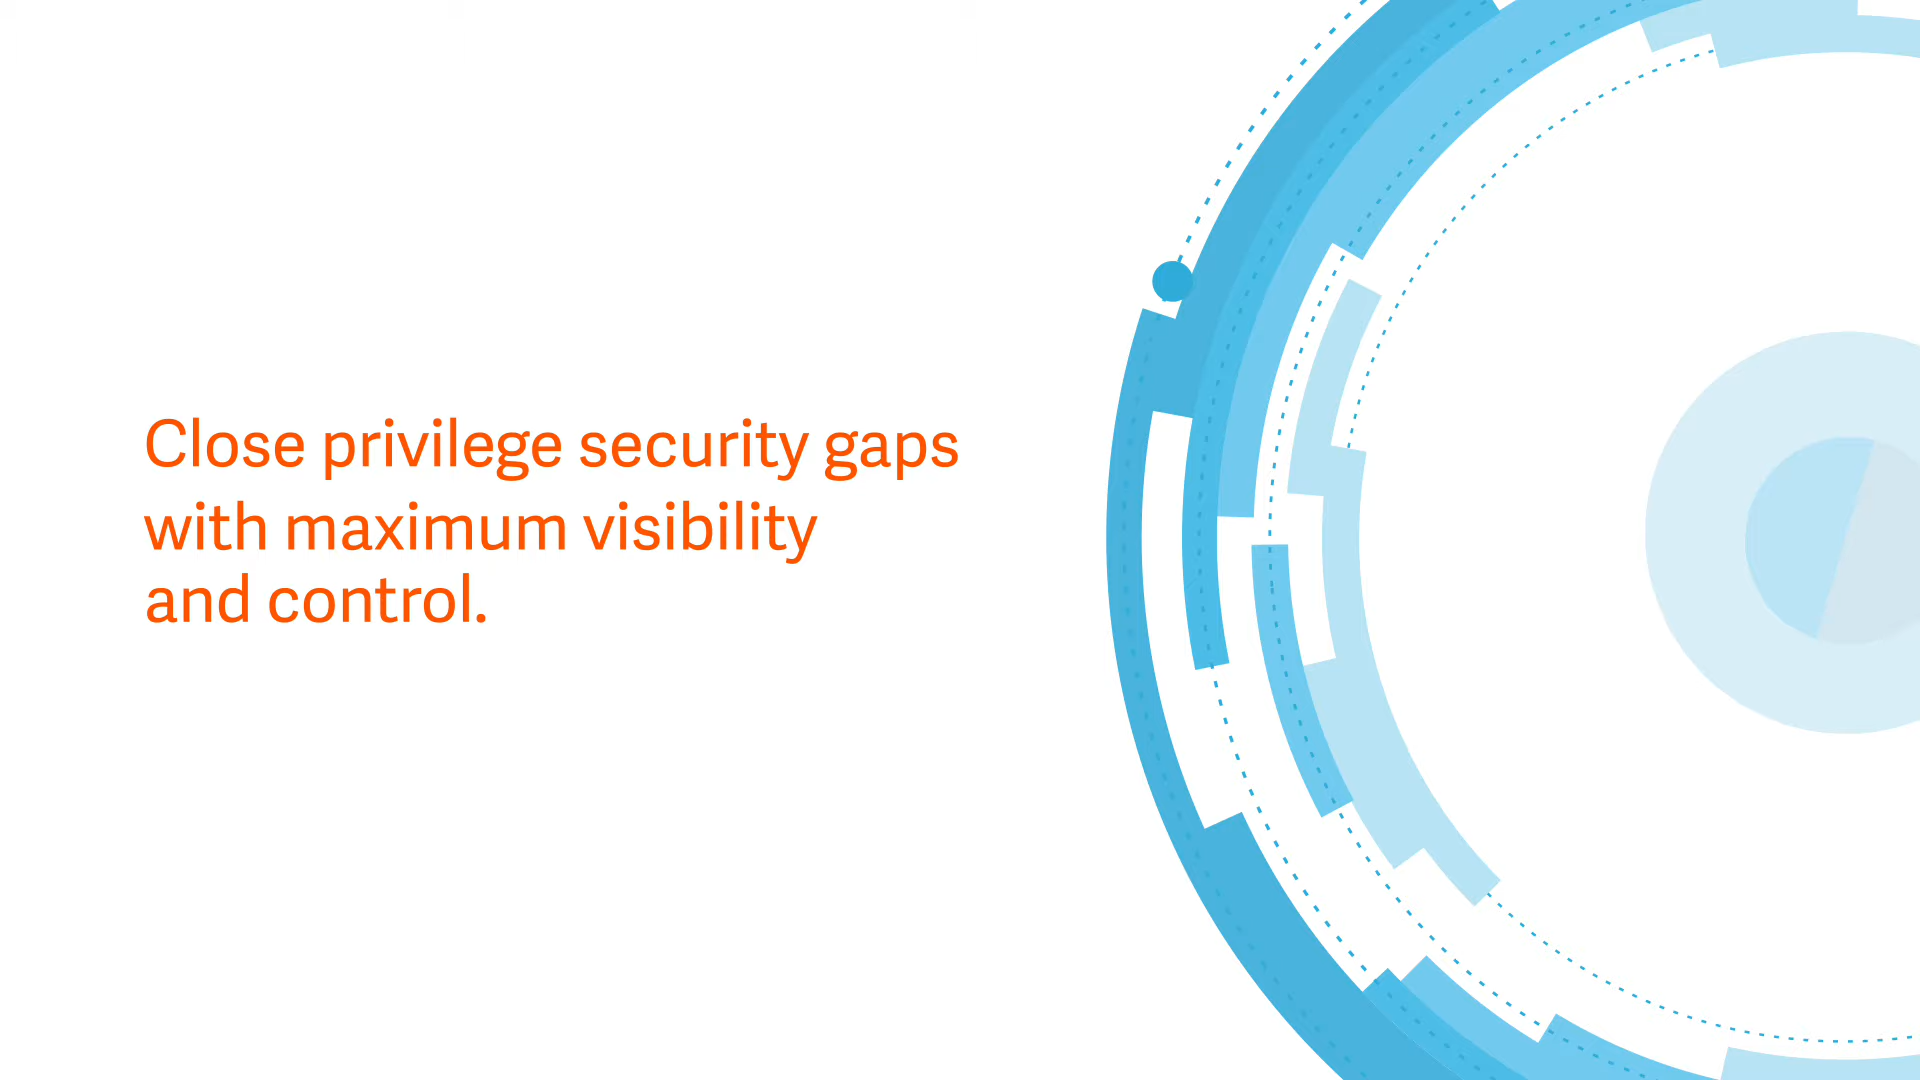 Close privilege security gaps
with maximum visibility
and control.